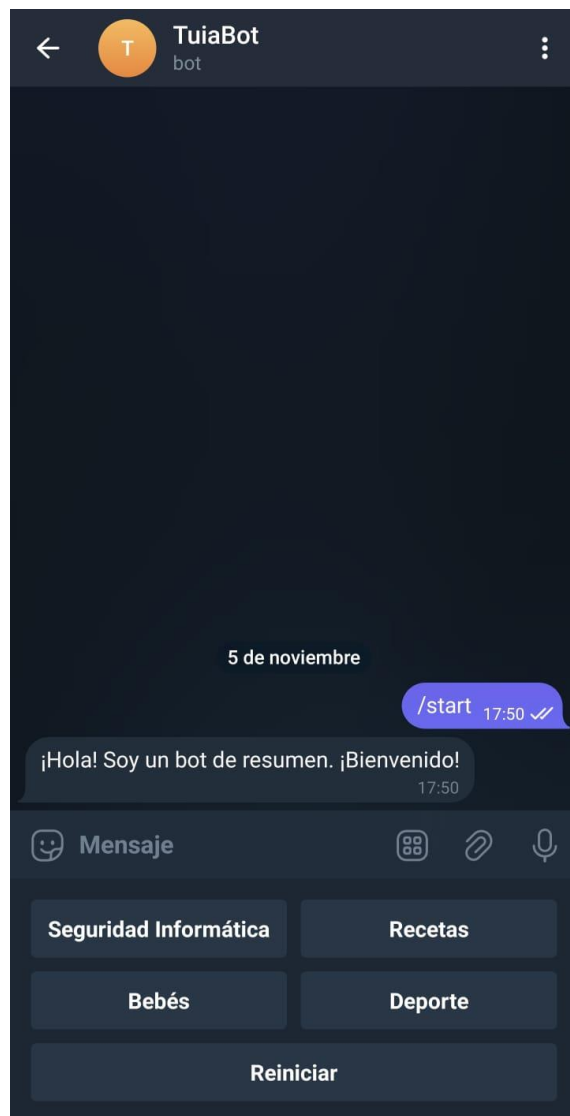 T
TuiaBot
bot
5 de noviembre
/start 17:50
¡Hola! Soy un bot de resumen. ¡Bienvenido!
17:50
Mensaje
Seguridad Informática
Recetas
Bebés
Deporte
Reiniciar